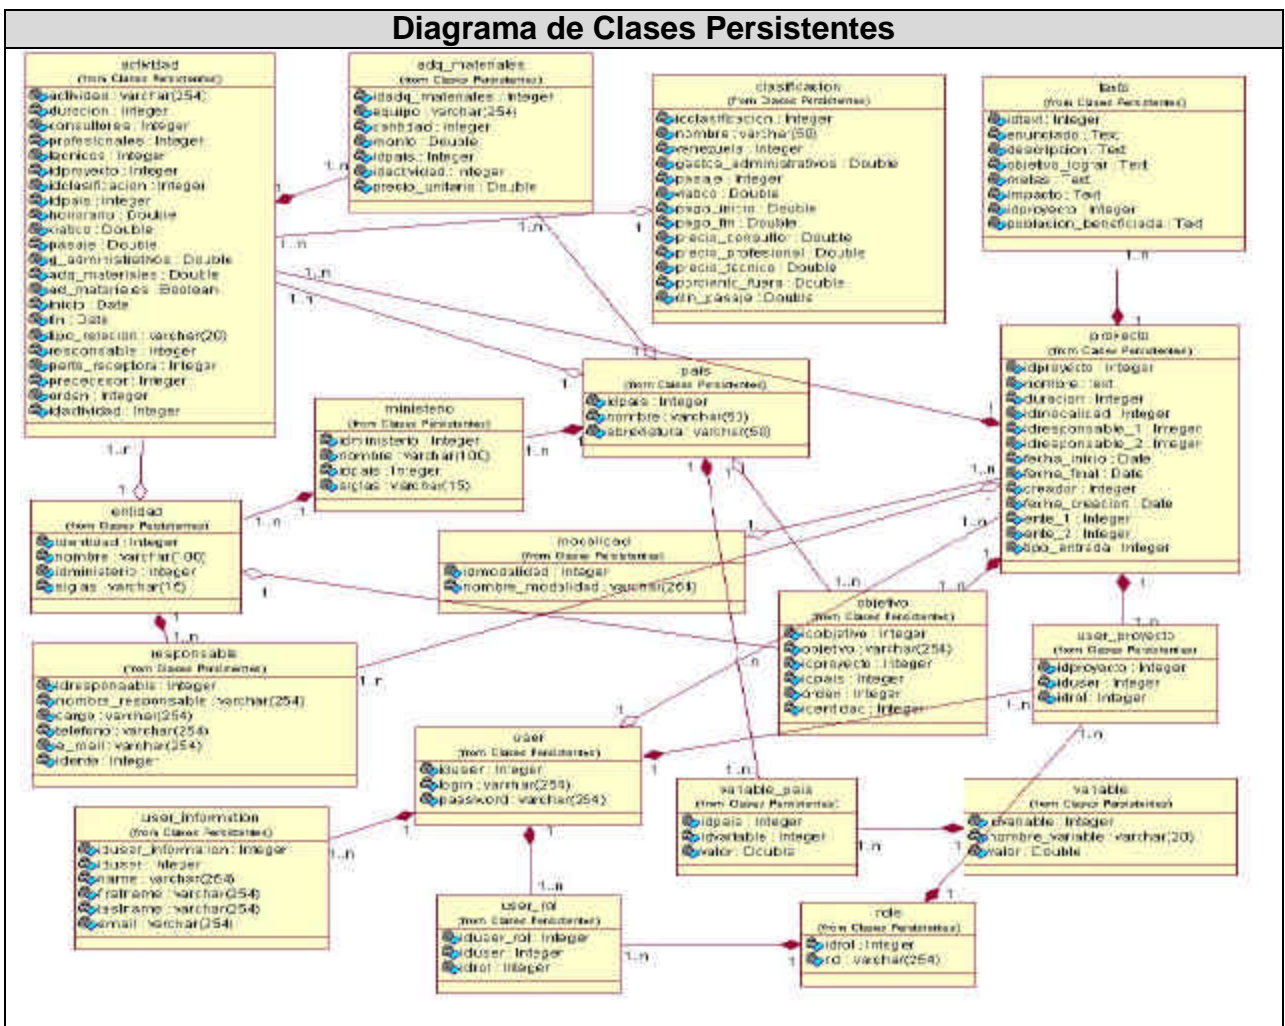 Diagrama de Clases Persistentes
actividad
(from Clases Persistentes)
actividad : varchar(254)
duracion : Integer
consultores : Integer
profesionales : Integer
tecnicos : Integer
idproyecto : Integer
idclasificacion : Integer
idpais : Integer
honorario : Double
viatico : Double
pasaje : Double
g_administrativos : Double
adq_materiales : Double
ad_materiales : Boolean
inicio : Date
fin : Date
tipo_relacion : varchar(20)
responsable : Integer
parte_receptora : Integer
prececesor : Integer
orden : Integer
idactividad : Integer
adq_materiales
(from Clases Persistentes)
idadq_materiales : Integer
equipo : varchar(254)
cantidad : Integer
monto : Double
idpais : Integer
idactividad : Integer
precio_unitario : Double
clasificacion
(from Clases Persistentes)
idclasificacion : Integer
nombre : varchar(50)
venezuela : Integer
gastos_administrativos : Double
pasaje : Integer
viatico : Double
pago_inicio : Double
pago_fin : Double
precio_consultor : Double
precio_profesional : Double
precio_tecnico : Double
porciento_fuera : Double
din_pasaje : Double
texto
(from Clases Persistentes)
idtext : Integer
enunciado : Text
descripcion : Text
objetivo_lograr : Text
metas : Text
impacto : Text
idproyecto : Integer
poblacion_beneficiada : Text
proyecto
(from Clases Persistentes)
idproyecto : Integer
nombre : text
duracion : Integer
idmocalidad : Integer
idresponsable_1 : Integer
idresponsable_2 : Integer
fecha_inicio : Date
fecha_final : Date
creador : Integer
fecha_creacion : Date
ente_1 : Integer
ente_2 : Integer
tipo_entrada : Integer
pais
(from Clases Persistentes)
idpais : Integer
nombre : varchar(50)
abreviatura : varchar(50)
ministerio
(from Clases Persistentes)
idministerio : Integer
nombre : varchar(100)
idpais : Integer
siglas : varchar(15)
entidad
(from Clases Persistentes)
identidad : Integer
nombre : varchar(100)
idministerio : Integer
siglas : varchar(15)
mocalicad
(from Clases Persistentes)
idmodalidad : Integer
nombre_modalidad : varchar(264)
objetivo
(from Clases Persistentes)
idobjetivo : Integer
objetivo : varchar(254)
idproyecto : Integer
idpais : Integer
orden : Integer
identidad : Integer
user_proyecto
(from Clases Persistentes)
idproyecto : Integer
iduser : Integer
idrol : Integer
responsable
(from Clases Persistentes)
idresponsable : Integer
nombre_responsable : varchar(254)
cargo : varchar(254)
telefono : varchar(254)
e_mail : varchar(254)
idente : Integer
user
(from Clases Persistentes)
iduser : Integer
login : varchar(254)
password : varchar(254)
variable_pais
(from Clases Persistentes)
idpais : Integer
idvariable : Integer
valor : Double
variable
(from Clases Persistentes)
idvariable : Integer
nombre_variable : varchar(20)
valor : Double
user_information
(from Clases Persistentes)
iduser_information : Integer
iduser : Integer
name : varchar(264)
firstname : varchar(254)
lastname : varchar(254)
email : varchar(254)
user_rol
(from Clases Persistentes)
iduser_rol : Integer
iduser : Integer
idrol : Integer
role
(from Clases Persistentes)
idrol : Integer
rol : varchar(254)